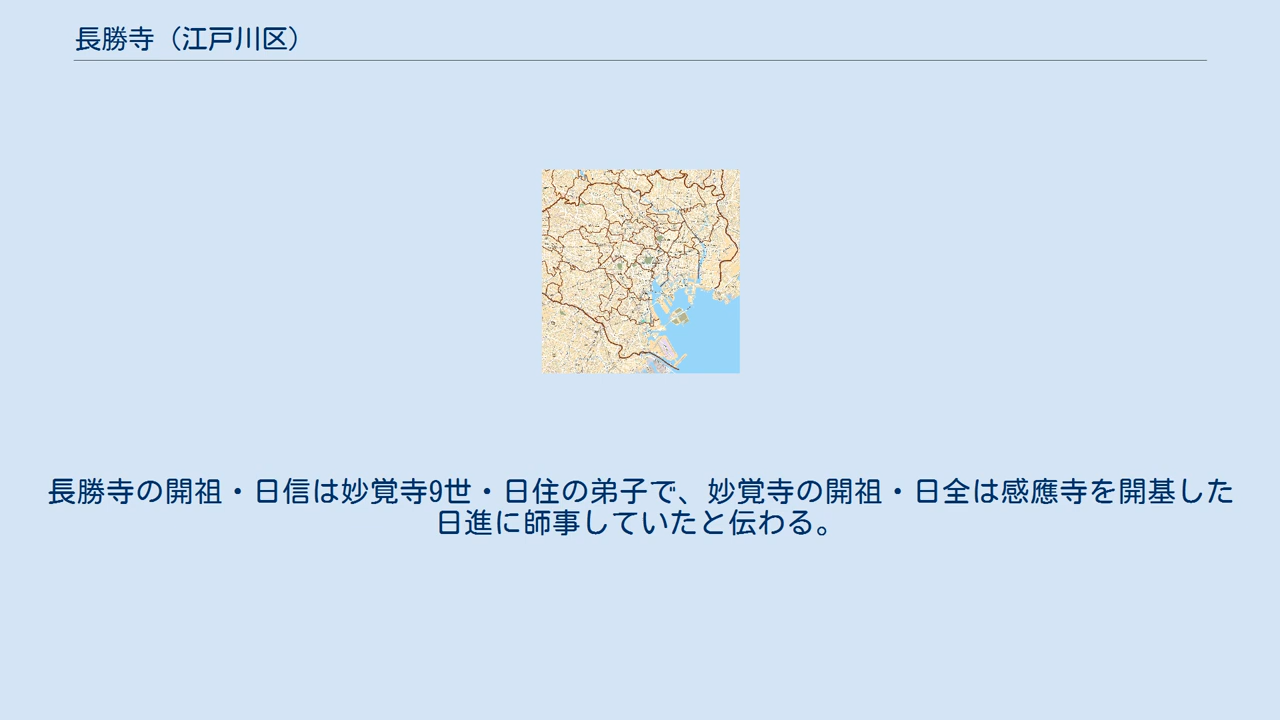 長勝寺（江戸川区）
長勝寺の開祖・日信は妙覚寺9世・日住の弟子で、妙覚寺の開祖・日全は感應寺を開基した
日進に師事していたと伝わる。